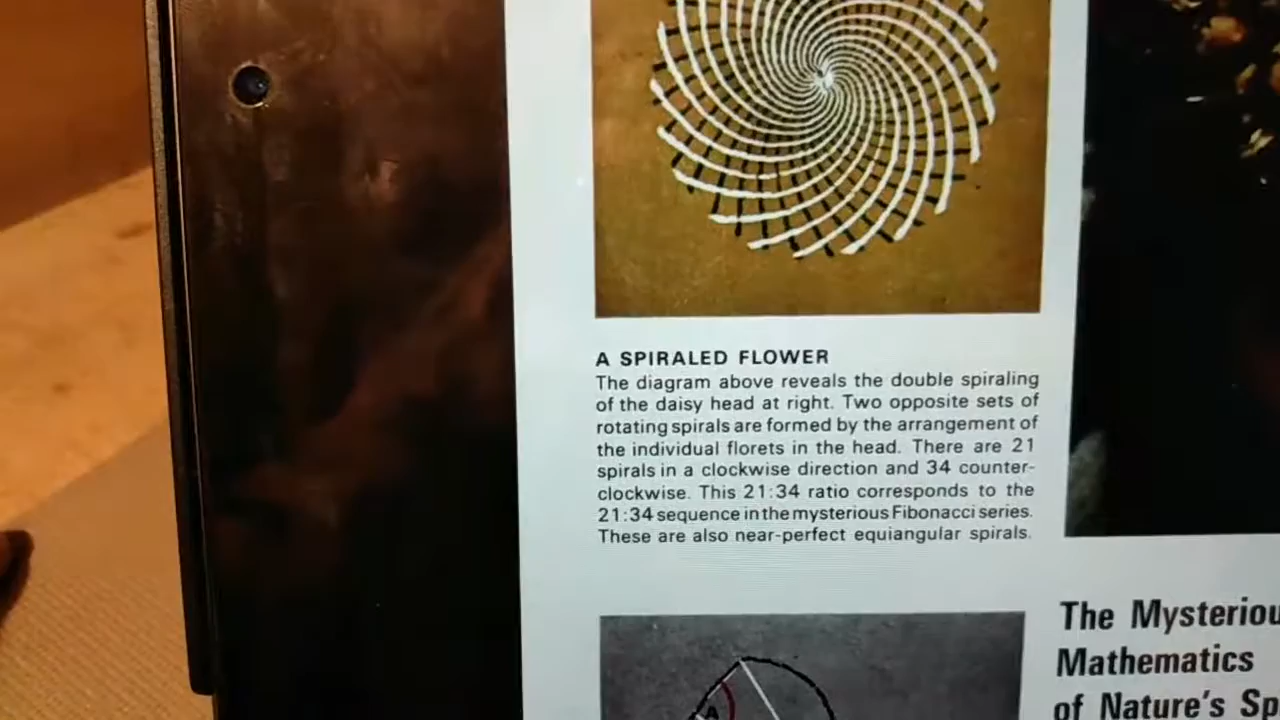 A SPIRALED FLOWER
The diagram above reveals the double spiraling
of the daisy head at right. Two opposite sets of
rotating spirals are formed by the arrangement of
the individual florets in the head. There are 21
spirals in a clockwise direction and 34 counter-
clockwise. This 21:34 ratio corresponds to the
21:34 sequence in the mysterious Fibonacci series.
These are also near-perfect equiangular spirals.
A
The Mysteriou
Mathematics
of Nature's Sp